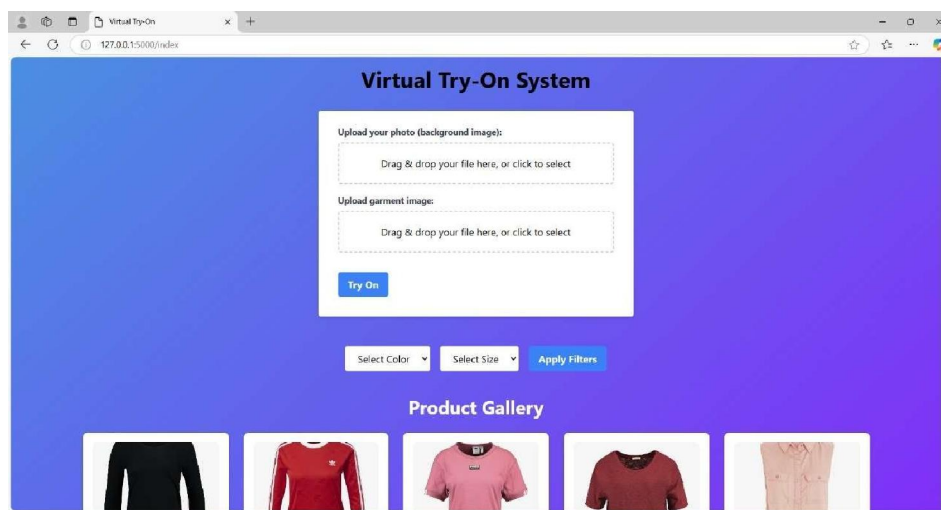 Virtual Try-On
127.0.0.1:5000/index
Virtual Try-On System
Upload your photo (background image):
Drag & drop your file here, or click to select
Upload garment image:
Drag & drop your file here, or click to select
Try On
Select Color Select Size Apply Filters
Product Gallery